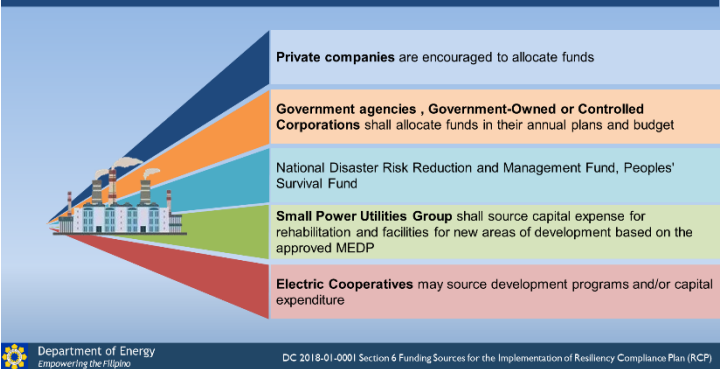 Private companies are encouraged to allocate funds
Government agencies , Government-Owned or Controlled
Corporations shall allocate funds in their annual plans and budget
National Disaster Risk Reduction and Management Fund, Peoples'
Survival Fund
Small Power Utilities Group shall source capital expense for
rehabilitation and facilities for new areas of development based on the
approved MEDP
Electric Cooperatives may source development programs and/or capital
expenditure
Department of Energy
Empowering the Filipino
DC 2018-01-0001 Section 6 Funding Sources for the Implementation of Resiliency Compliance Plan (RCP)